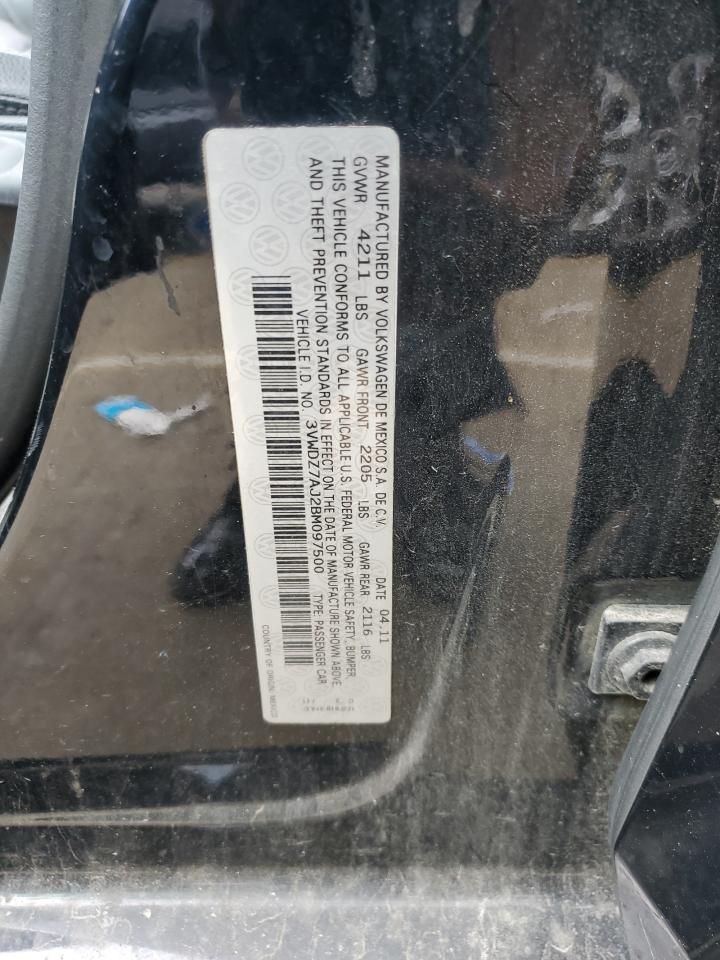 MANUFACTURED BY VOLKSWAGEN DE MEXICO S.A. DE C.V. DATE 04.11
GVWR 4211 LBS GAWR FRONT 2205 LBS GAWR REAR 2116 LBS
THIS VEHICLE CONFORMS TO ALL APPLICABLE U.S. FEDERAL MOTOR VEHICLE SAFETY, BUMPER
AND THEFT PREVENTION STANDARDS IN EFFECT ON THE DATE OF MANUFACTURE SHOWN ABOVE.
VEHICLE I.D. NO. 3VWDZ7AJ2BM097500 TYPE: PASSENGER CAR
COUNTRY OF ORIGIN: MEXICO